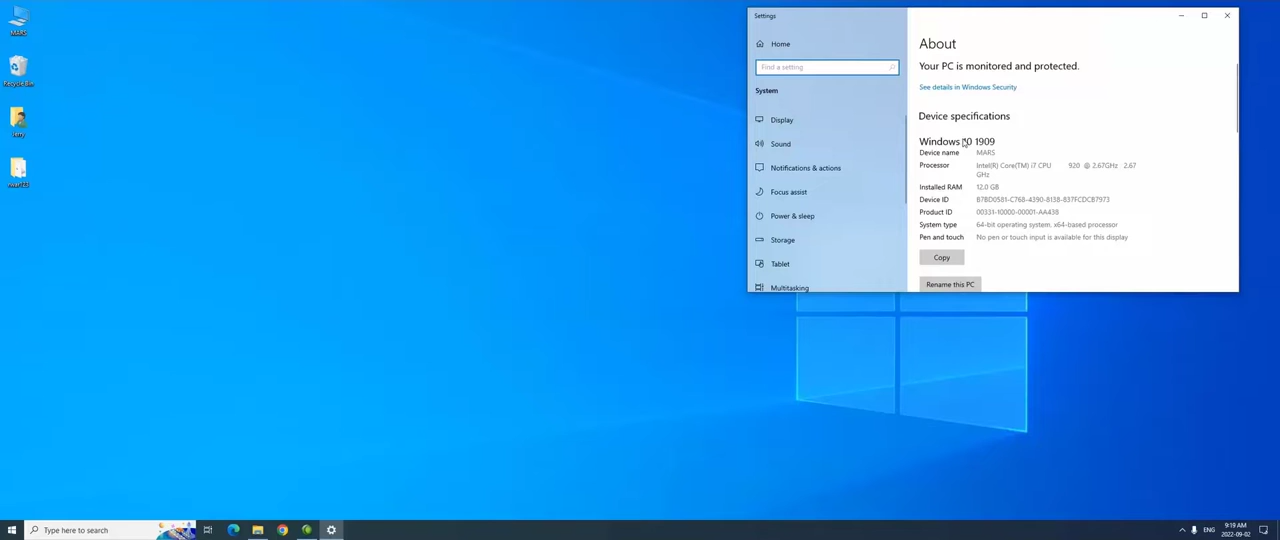 MARS
Recycle Bin
Jerry
Settings
Home
Find a setting
System
Display
Sound
Notifications & actions
Focus assist
Power & sleep
Storage
Tablet
Multitasking
About
Your PC is monitored and protected.
See details in Windows Security
Device specifications
Windows 10 1909
Device name MARS
Processor Intel(R) Core(TM) i7 CPU 920 @ 2.67GHz 2.67
GHz
Installed RAM 12.0 GB
Device ID B7BD0581-C768-4390-8138-837FCDCB7973
Product ID 00331-10000-00001-AA438
System type 64-bit operating system, x64-based processor
Pen and touch No pen or touch input is available for this display
Copy
Rename this PC
Type here to search
ENG
9:19 AM
2022-09-02